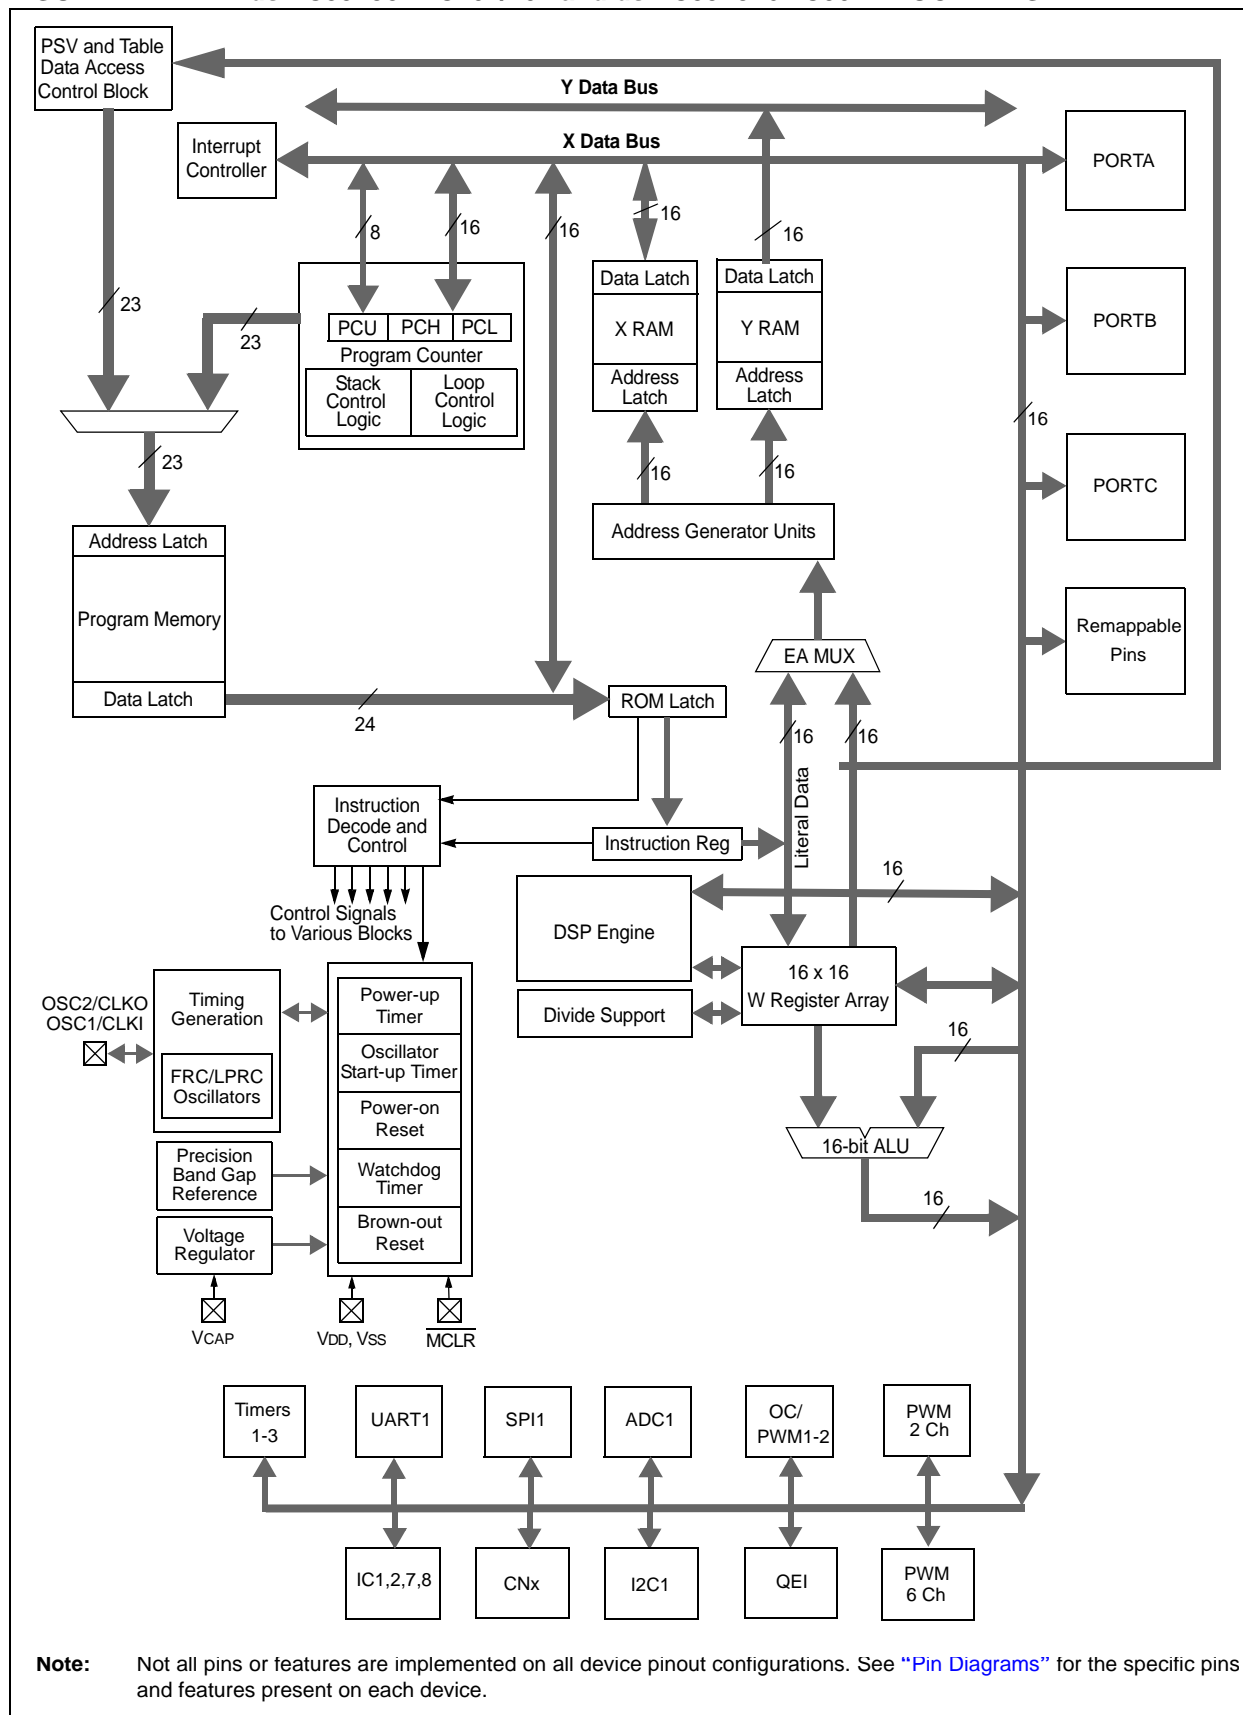 PSV and Table
Data Access
Control Block
Y Data Bus
Interrupt
Controller
X Data Bus
PORTA
8
16
16
16
16
23
23
Data Latch
X RAM
Address
Latch
Data Latch
Y RAM
Address
Latch
PORTB
PCU PCH PCL
Program Counter
Stack
Control
Logic
Loop
Control
Logic
16
23
16
16
PORTC
Address Generator Units
Address Latch
Program Memory
Data Latch
Remappable
Pins
EA MUX
ROM Latch
24
16
16
Literal Data
Instruction
Decode and
Control
Instruction Reg
16
Control Signals
to Various Blocks
DSP Engine
16 x 16
W Register Array
Divide Support
OSC2/CLKO
OSC1/CLKI
Timing
Generation
FRC/LPRC
Oscillators
Power-up
Timer
Oscillator
Start-up Timer
Power-on
Reset
Watchdog
Timer
Brown-out
Reset
16
16-bit ALU
16
Precision
Band Gap
Reference
Voltage
Regulator
VCAP
VDD, VSS
MCLR
Timers
1-3
UART1
SPI1
ADC1
OC/
PWM1-2
PWM
2 Ch
IC1,2,7,8
CNx
I2C1
QEI
PWM
6 Ch
Note: Not all pins or features are implemented on all device pinout configurations. See "Pin Diagrams" for the specific pins
and features present on each device.